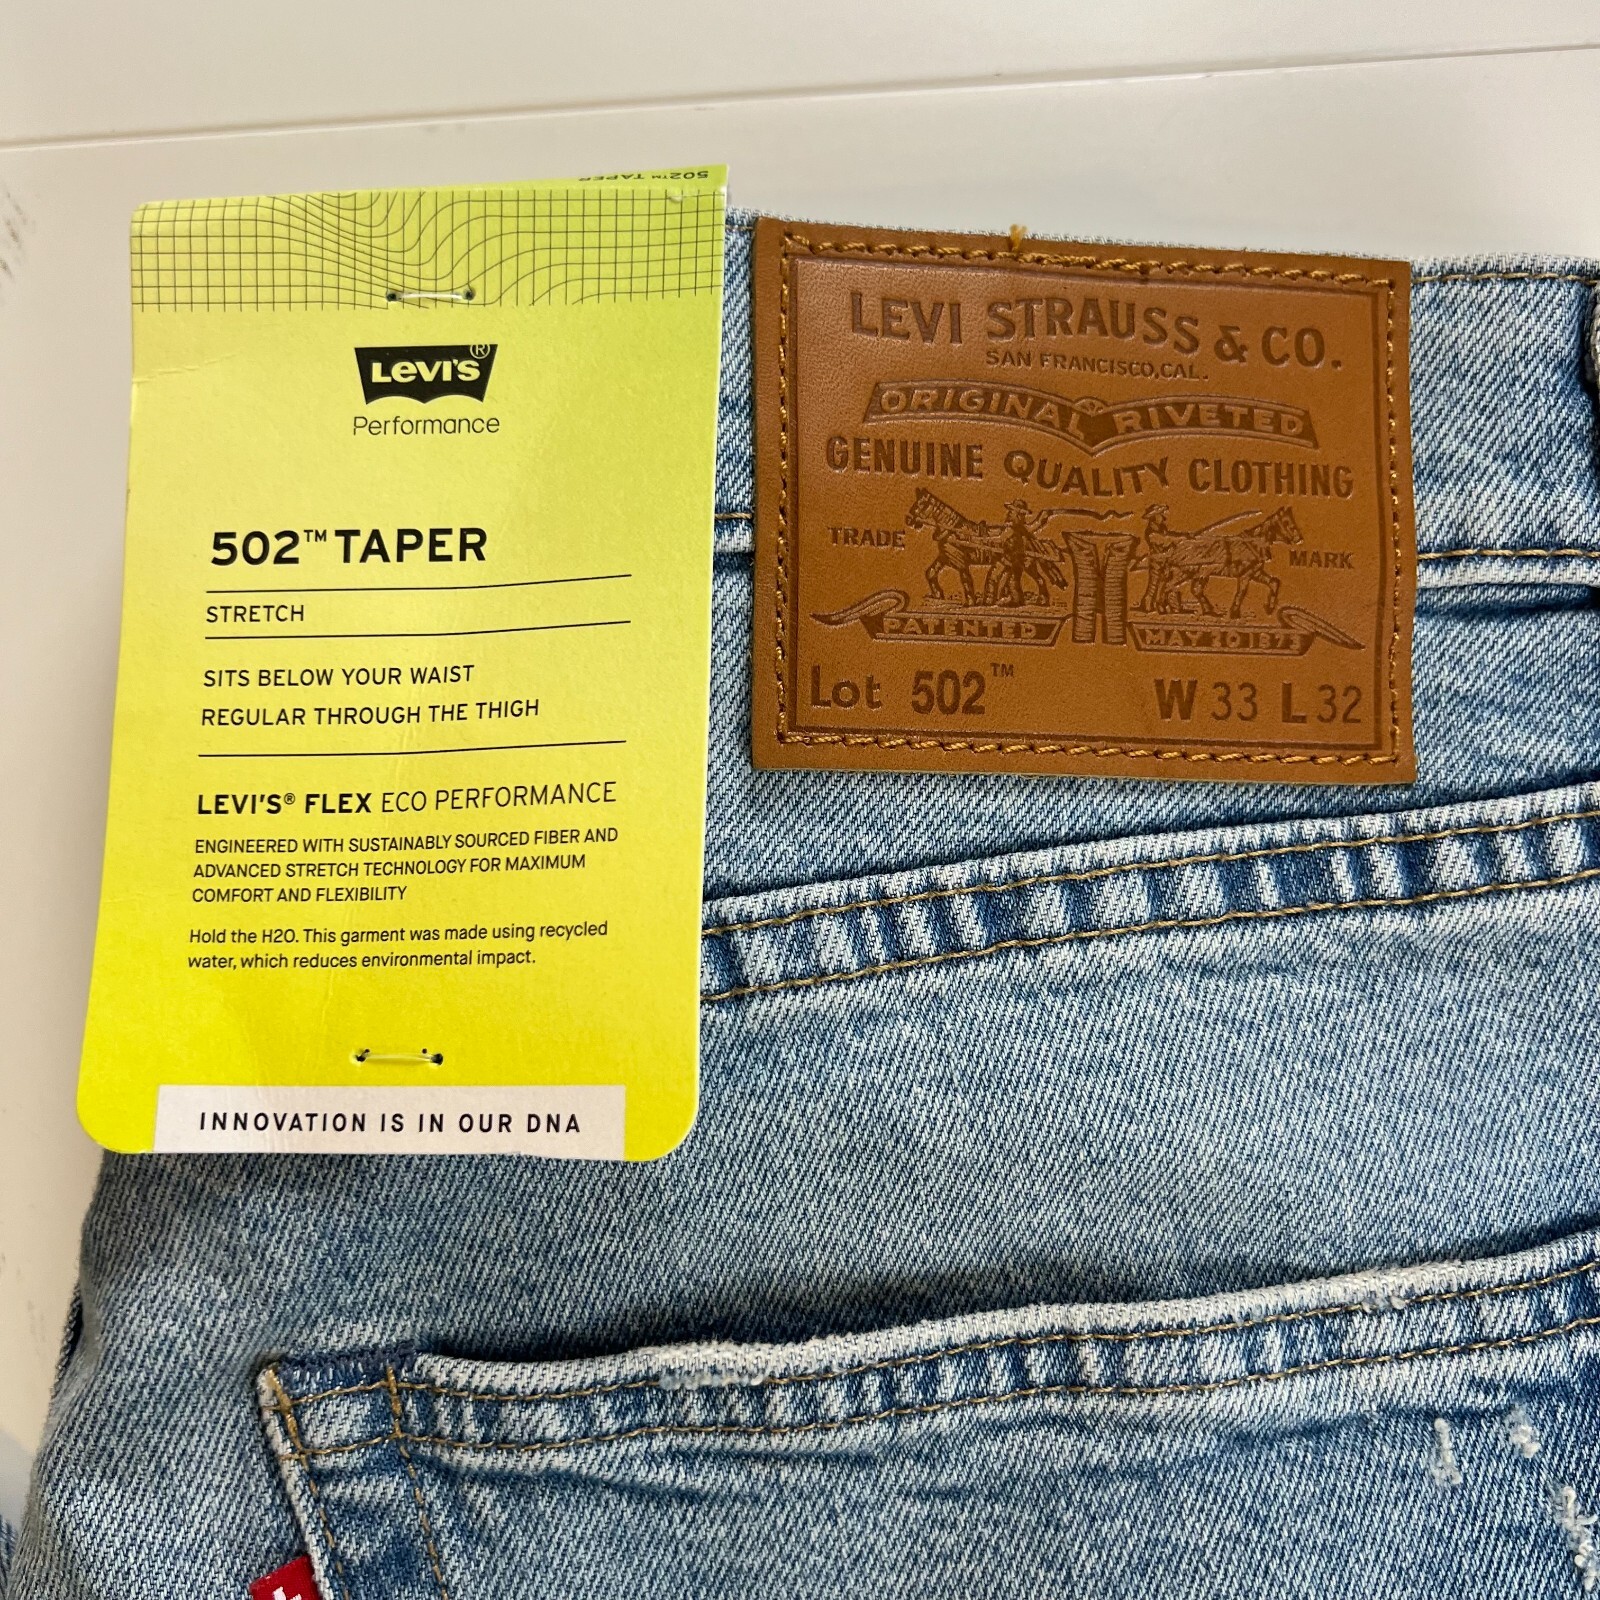 502™ TAPER
LEVI'S®
Performance
502™ TAPER
STRETCH
SITS BELOW YOUR WAIST
REGULAR THROUGH THE THIGH
LEVI'S® FLEX ECO PERFORMANCE
ENGINEERED WITH SUSTAINABLY SOURCED FIBER AND
ADVANCED STRETCH TECHNOLOGY FOR MAXIMUM
COMFORT AND FLEXIBILITY
Hold the H2O. This garment was made using recycled
water, which reduces environmental impact.
INNOVATION IS IN OUR DNA
LEVI STRAUSS & CO.
SAN FRANCISCO, CAL.
ORIGINAL RIVETED
GENUINE QUALITY CLOTHING
TRADE MARK
PATENTED MAY 20 1873
Lot 502™ W 33 L 32